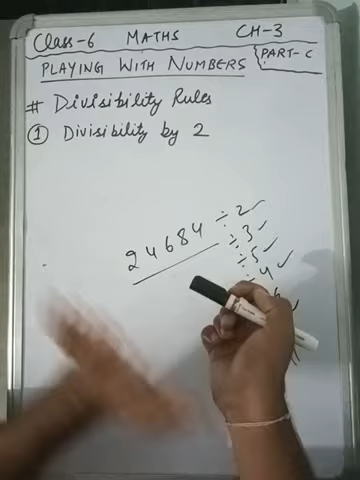 Class-6 MATHS CH-3
PART-C
PLAYING WITH NUMBERS
# Divisibility Rules
① Divisibility by 2
24684 ÷2 ✓
÷3 ✓
÷5 ✓
÷4 ✓